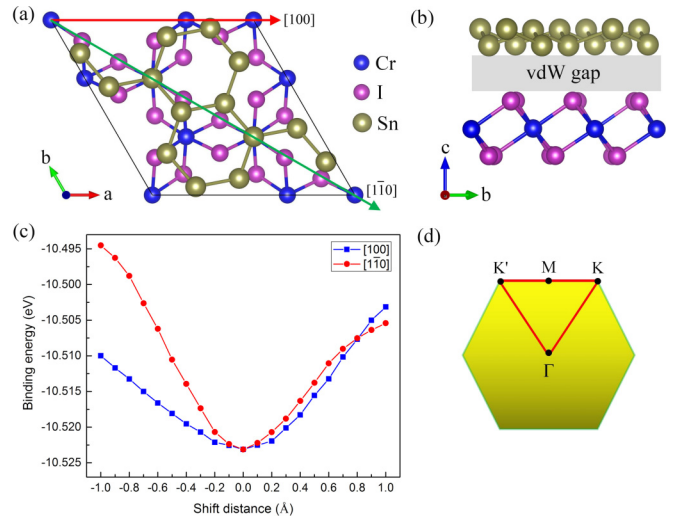 (a)
[100]
Cr
I
Sn
b
a
[11̅0]
(b)
vdW gap
c
b
(c)
[100]
[11̅0]
-10.495
-10.500
-10.505
-10.510
-10.515
-10.520
-10.525
Binding energy (eV)
-1.0 -0.8 -0.6 -0.4 -0.2 0.0 0.2 0.4 0.6 0.8 1.0
Shift distance (Å)
(d)
K' M K
Γ